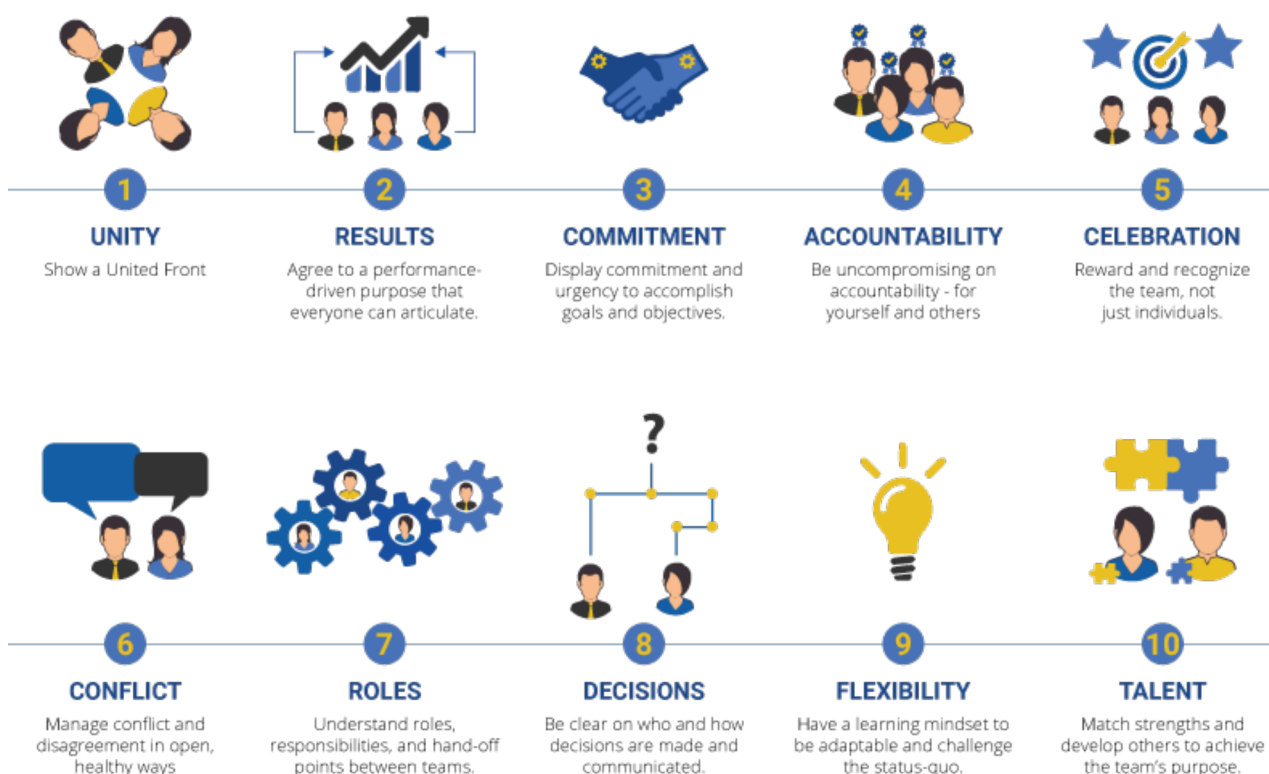 1
2
3
4
5
UNITY
RESULTS
COMMITMENT
ACCOUNTABILITY
CELEBRATION
Show a United Front
Agree to a performance-
driven purpose that
everyone can articulate.
Display commitment and
urgency to accomplish
goals and objectives.
Be uncompromising on
accountability - for
yourself and others
Reward and recognize
the team, not
just individuals.
?
6
7
8
9
10
CONFLICT
ROLES
DECISIONS
FLEXIBILITY
TALENT
Manage conflict and
disagreement in open,
healthy ways
Understand roles,
responsibilities, and hand-off
points between teams.
Be clear on who and how
decisions are made and
communicated.
Have a learning mindset to
be adaptable and challenge
the status-quo.
Match strengths and
develop others to achieve
the team's purpose.